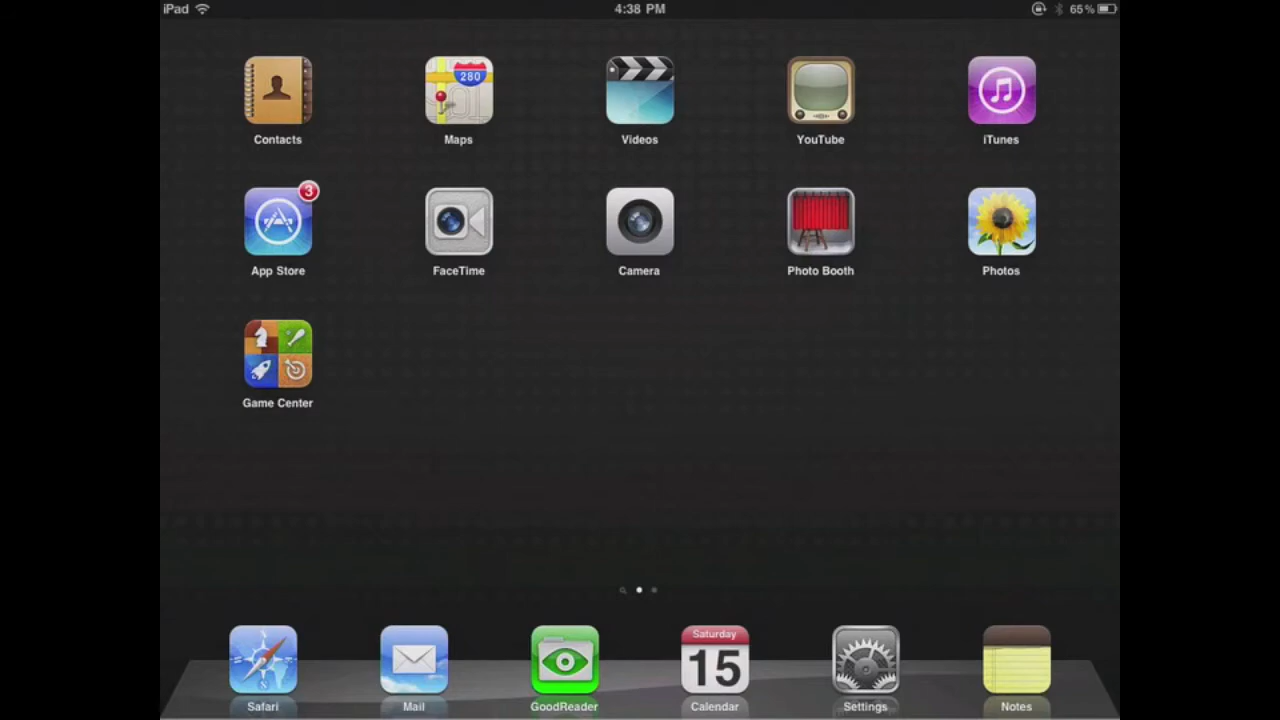 iPad 4:38 PM 65%
280
Contacts Maps Videos YouTube iTunes
3
App Store FaceTime Camera Photo Booth Photos
Game Center
Saturday
15
Safari Mail GoodReader Calendar Settings Notes